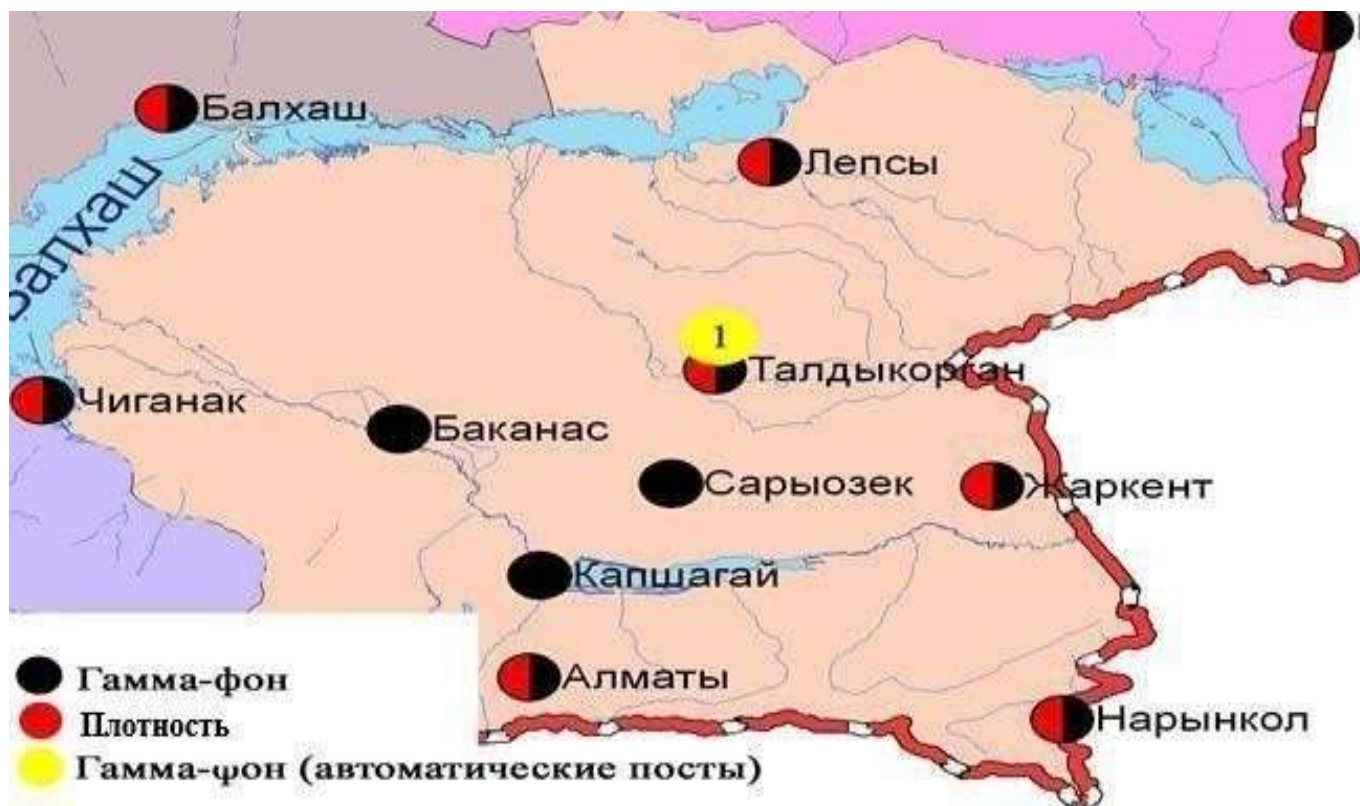 Балхаш
Лепсы
Балхаш
1
Талдыкорган
Чиганак
Баканас
Сарыозек
Жаркент
Капшагай
Алматы
Нарынкол
Гамма-фон
Плотность
Гамма-фон (автоматические посты)